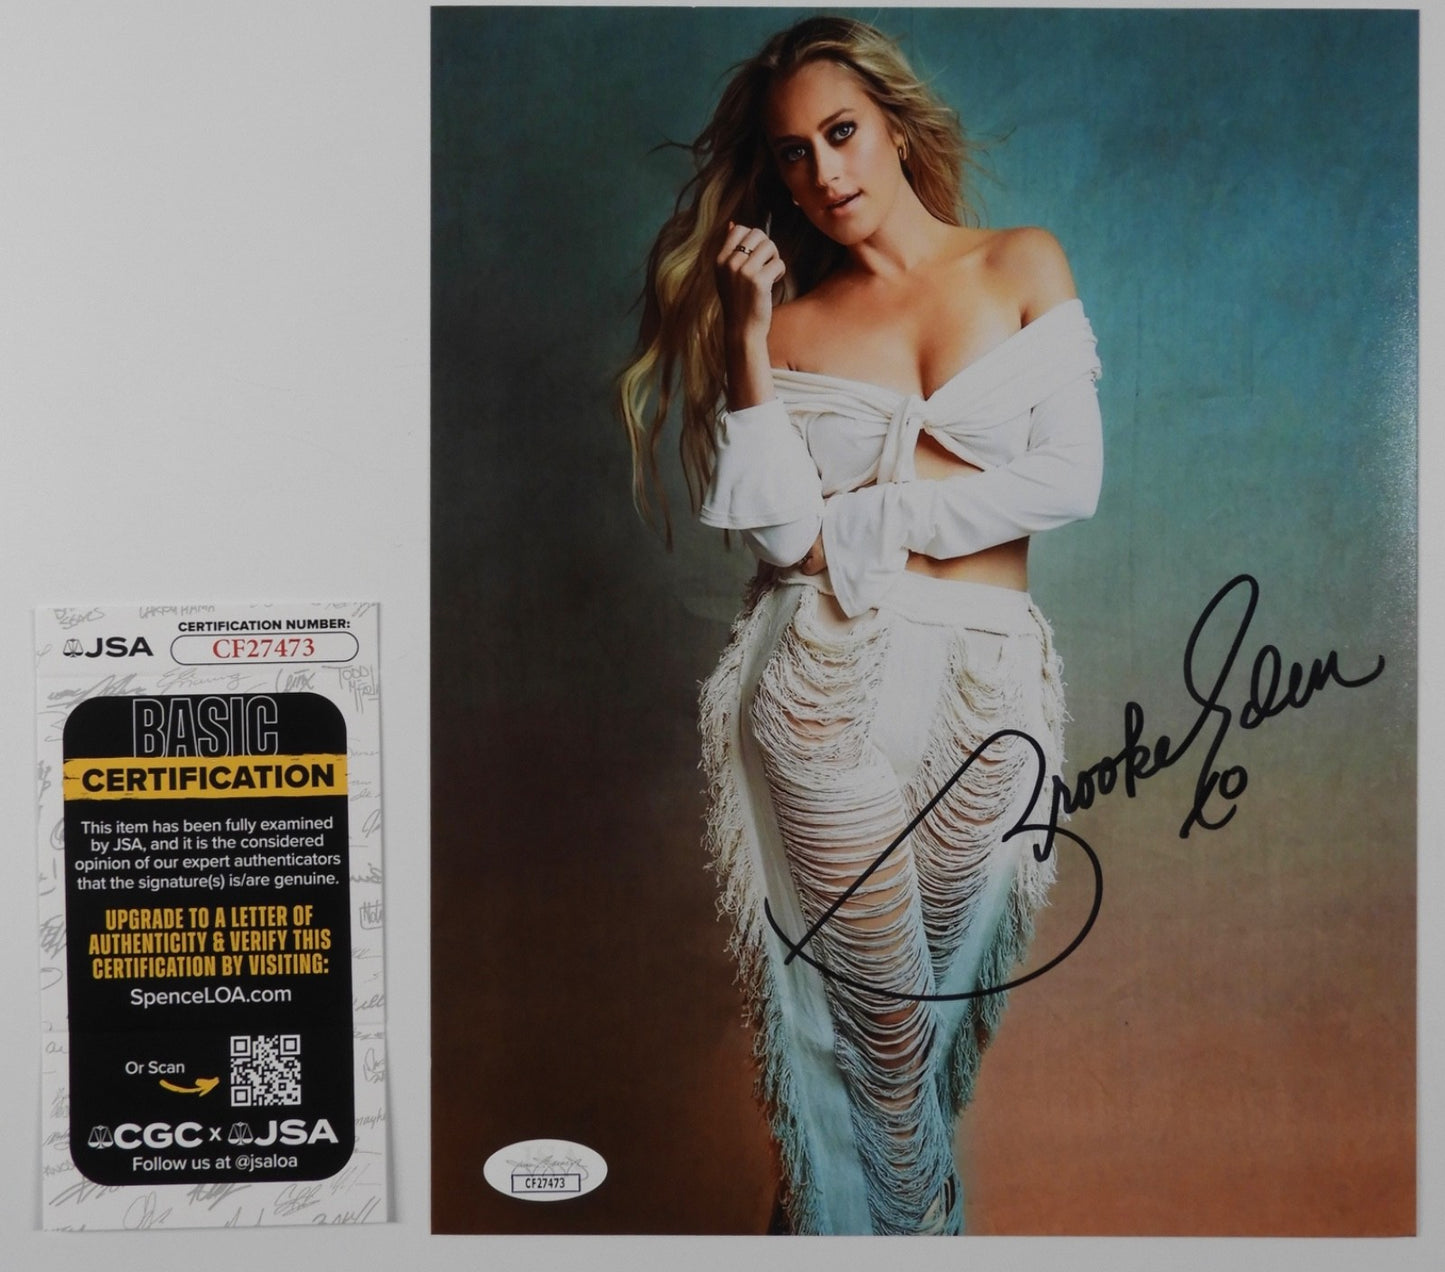 JSA
CERTIFICATION NUMBER:
CF27473
BASIC
CERTIFICATION
This item has been fully examined
by JSA, and it is the considered
opinion of our expert authenticators
that the signature(s) is/are genuine.
UPGRADE TO A LETTER OF
AUTHENTICITY & VERIFY THIS
CERTIFICATION BY VISITING:
SpenceLOA.com
Or Scan
CGC x JSA
Follow us at @jsaloa
Brooke Eden
xo
CF27473